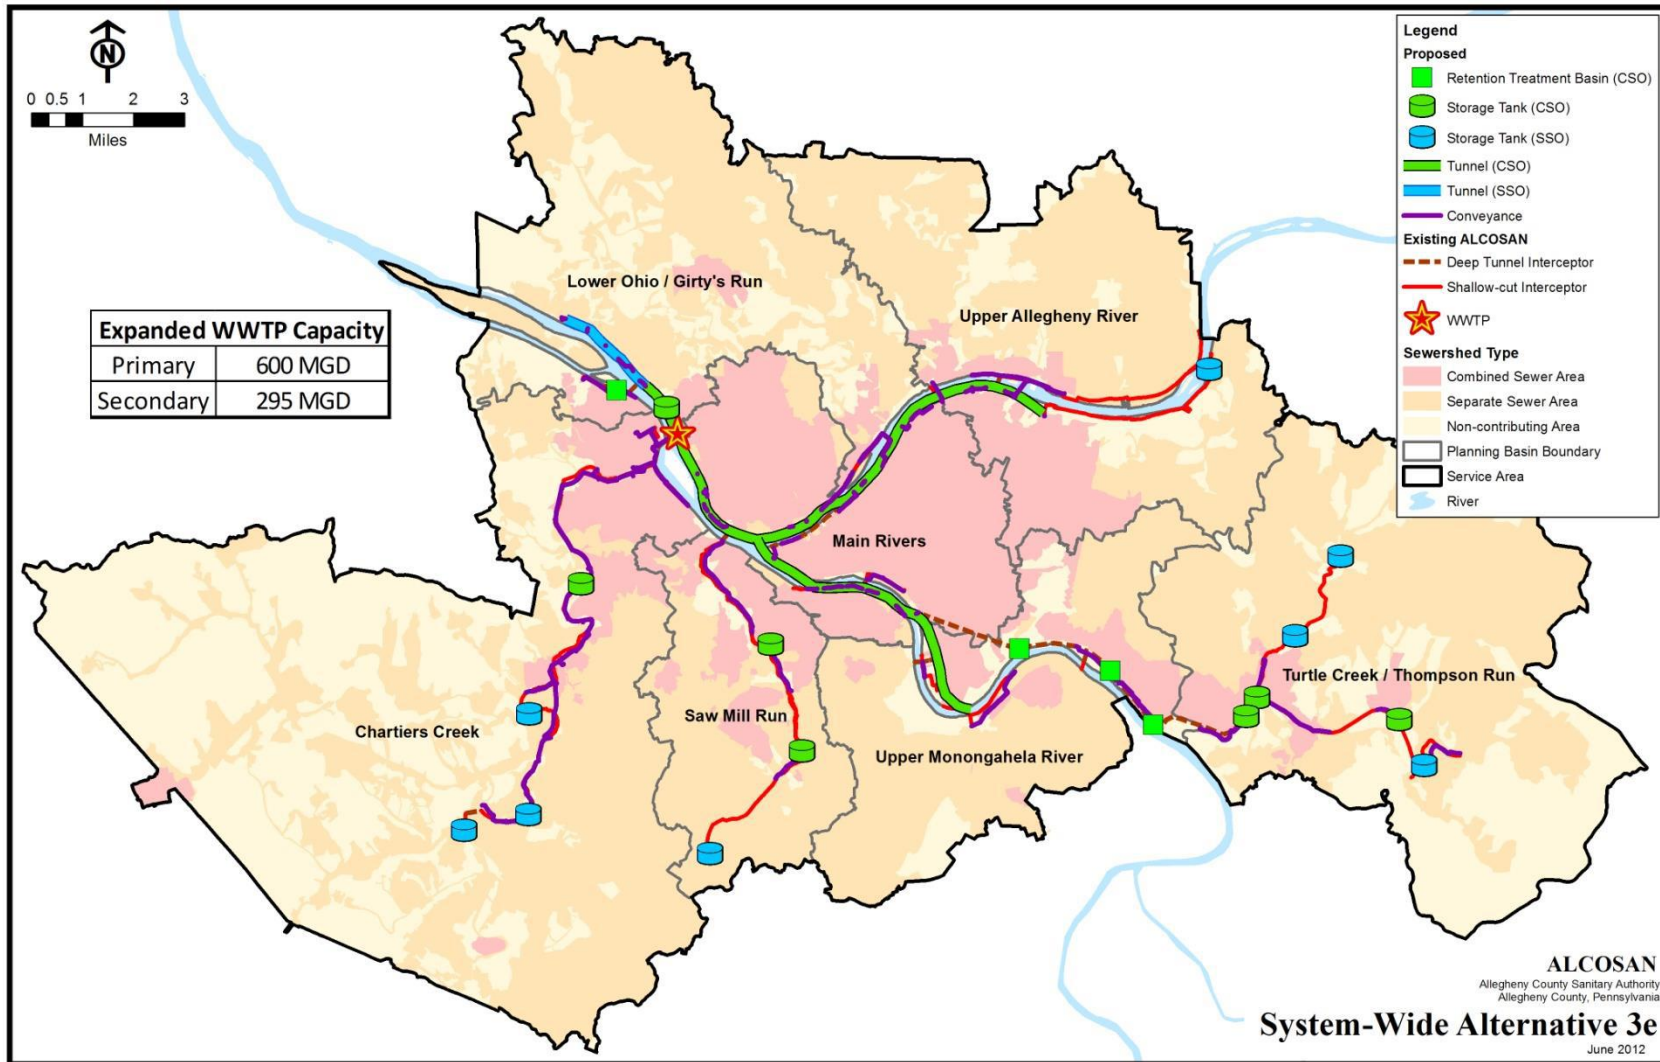 N
0 0.5 1 2 3
Miles
Expanded WWTP Capacity
Primary 600 MGD
Secondary 295 MGD
Lower Ohio / Girty's Run
Upper Allegheny River
Main Rivers
Chartiers Creek
Saw Mill Run
Upper Monongahela River
Turtle Creek / Thompson Run
Legend
Proposed
Retention Treatment Basin (CSO)
Storage Tank (CSO)
Storage Tank (SSO)
Tunnel (CSO)
Tunnel (SSO)
Conveyance
Existing ALCOSAN
Deep Tunnel Interceptor
Shallow-cut Interceptor
WWTP
Sewershed Type
Combined Sewer Area
Separate Sewer Area
Non-contributing Area
Planning Basin Boundary
Service Area
River
ALCOSAN
Allegheny County Sanitary Authority
Allegheny County, Pennsylvania
System-Wide Alternative 3e
June 2012